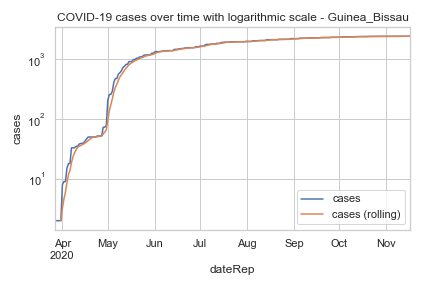 COVID-19 cases over time with logarithmic scale - Guinea_Bissau
cases
10³
10²
10¹
cases
cases (rolling)
Apr May Jun Jul Aug Sep Oct Nov
2020
dateRep